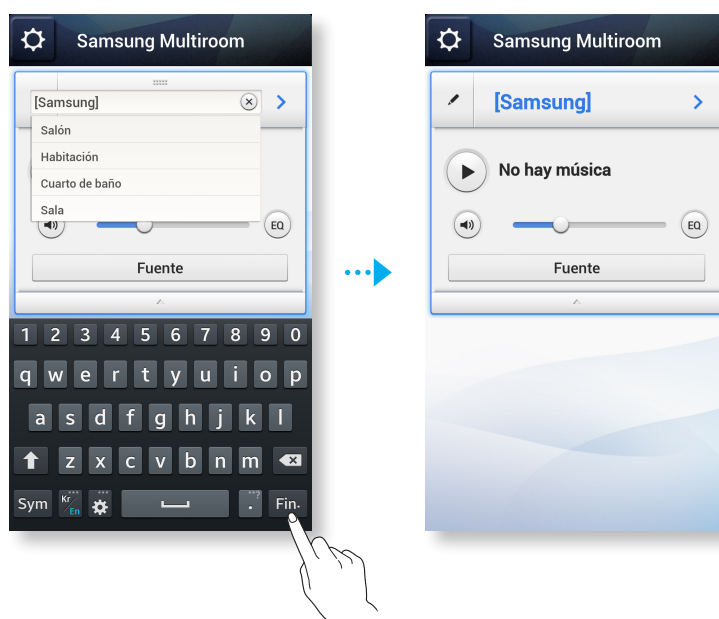 Samsung Multiroom
[Samsung]
Salón
Habitación
Cuarto de baño
Sala
EQ
Fuente
1 2 3 4 5 6 7 8 9 0
q w e r t y u i o p
a s d f g h j k l
z x c v b n m
Sym Kr/En . ...? Fin.
Samsung Multiroom
[Samsung]
No hay música
EQ
Fuente